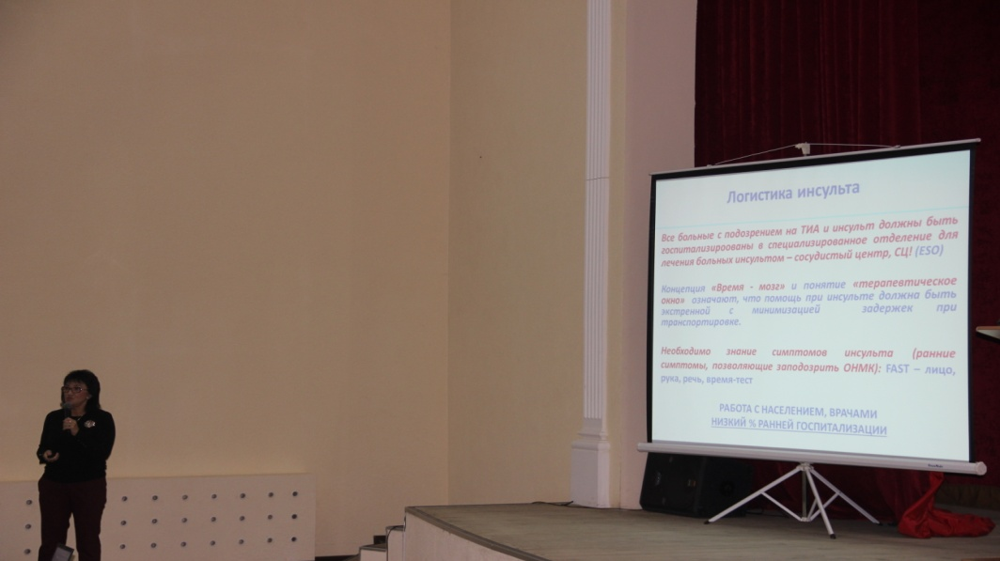 Логистика инсульта
Все больные с подозрением на ТИА и инсульт должны быть
госпитализироаваны в специализированное отделение для
лечения больных инсультом – сосудистый центр, СЦ! (ESO)
Концепция «Время - мозг» и понятие «терапевтическое
окно» означают, что помощь при инсульте должна быть
экстренной с минимизацией задержек при
транспортировке.
Необходимо знание симптомов инсульта (ранние
симптомы, позволяющие заподозрить ОНМК): FAST – лицо,
рука, речь, время-тест
РАБОТА С НАСЕЛЕНИЕМ, ВРАЧАМИ
НИЗКИЙ % РАННЕЙ ГОСПИТАЛИЗАЦИИ